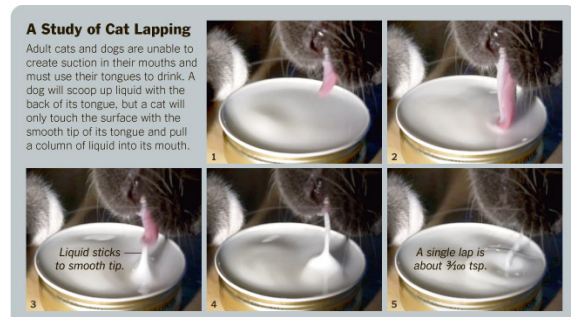 A Study of Cat Lapping
Adult cats and dogs are unable to
create suction in their mouths and
must use their tongues to drink. A
dog will scoop up liquid with the
back of its tongue, but a cat will
only touch the surface with the
smooth tip of its tongue and pull
a column of liquid into its mouth.
1
2
Liquid sticks
to smooth tip.
3
4
A single lap is
about 3⁄100 tsp.
5